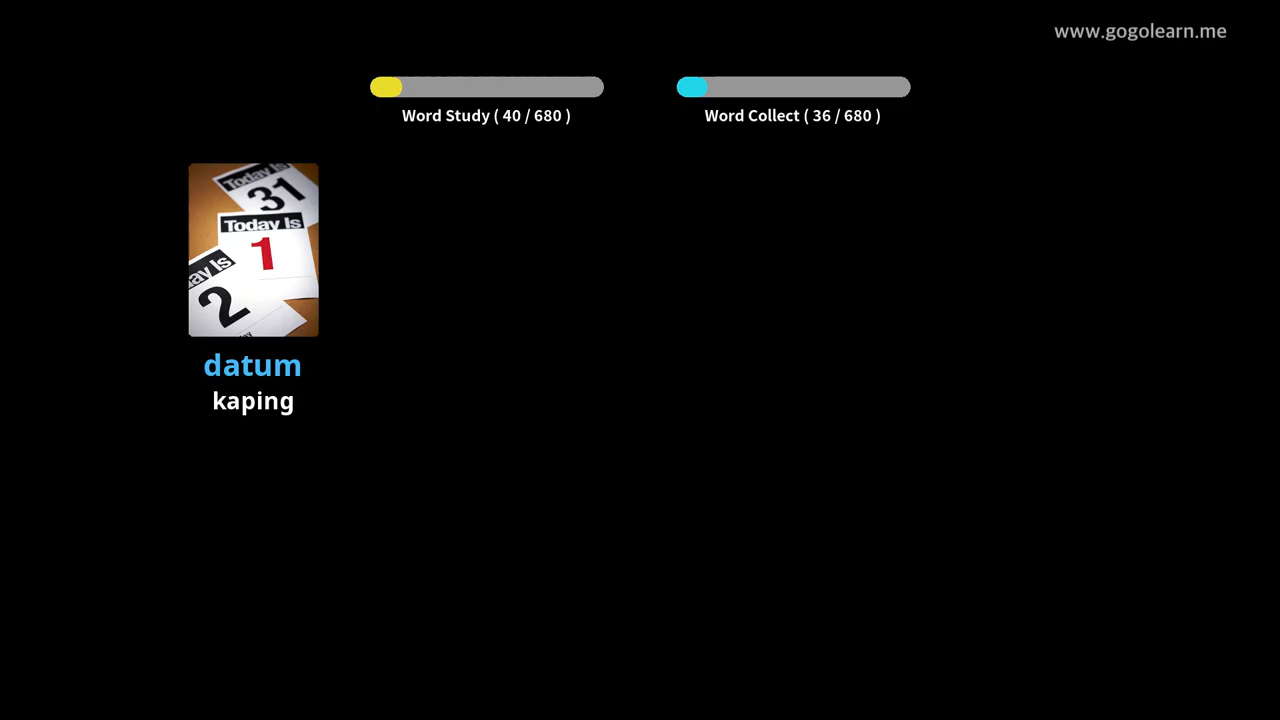 www.gogolearn.me
Word Study ( 40 / 680 )
Word Collect ( 36 / 680 )
Today Is
31
Today Is
1
ay Is
2
datum
kaping